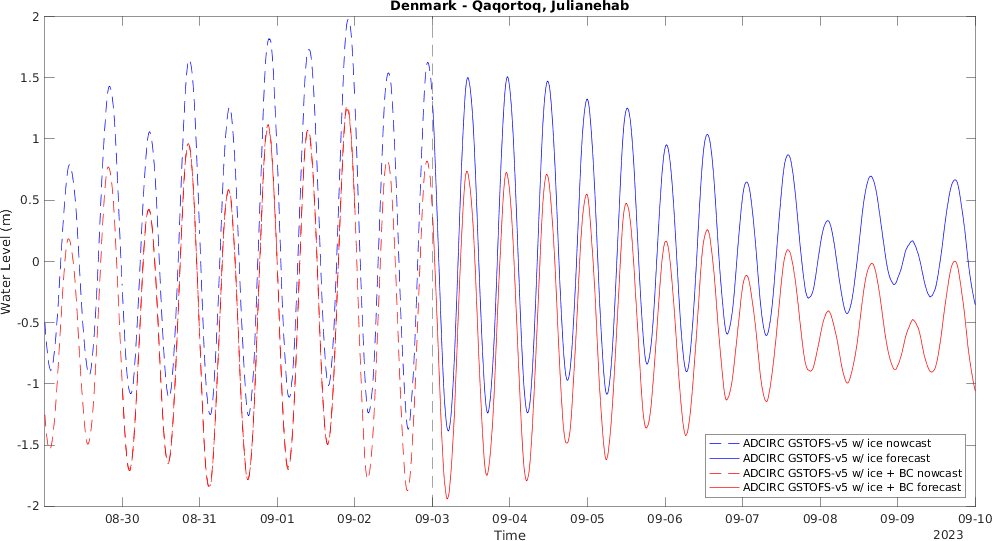 Denmark - Qaqortoq, Julianehab
2
1.5
1
0.5
0
-0.5
-1
-1.5
-2
Water Level (m)
ADCIRC GSTOFS-v5 w/ ice nowcast
ADCIRC GSTOFS-v5 w/ ice forecast
ADCIRC GSTOFS-v5 w/ ice + BC nowcast
ADCIRC GSTOFS-v5 w/ ice + BC forecast
08-30 08-31 09-01 09-02 09-03 09-04 09-05 09-06 09-07 09-08 09-09 09-10
Time
2023